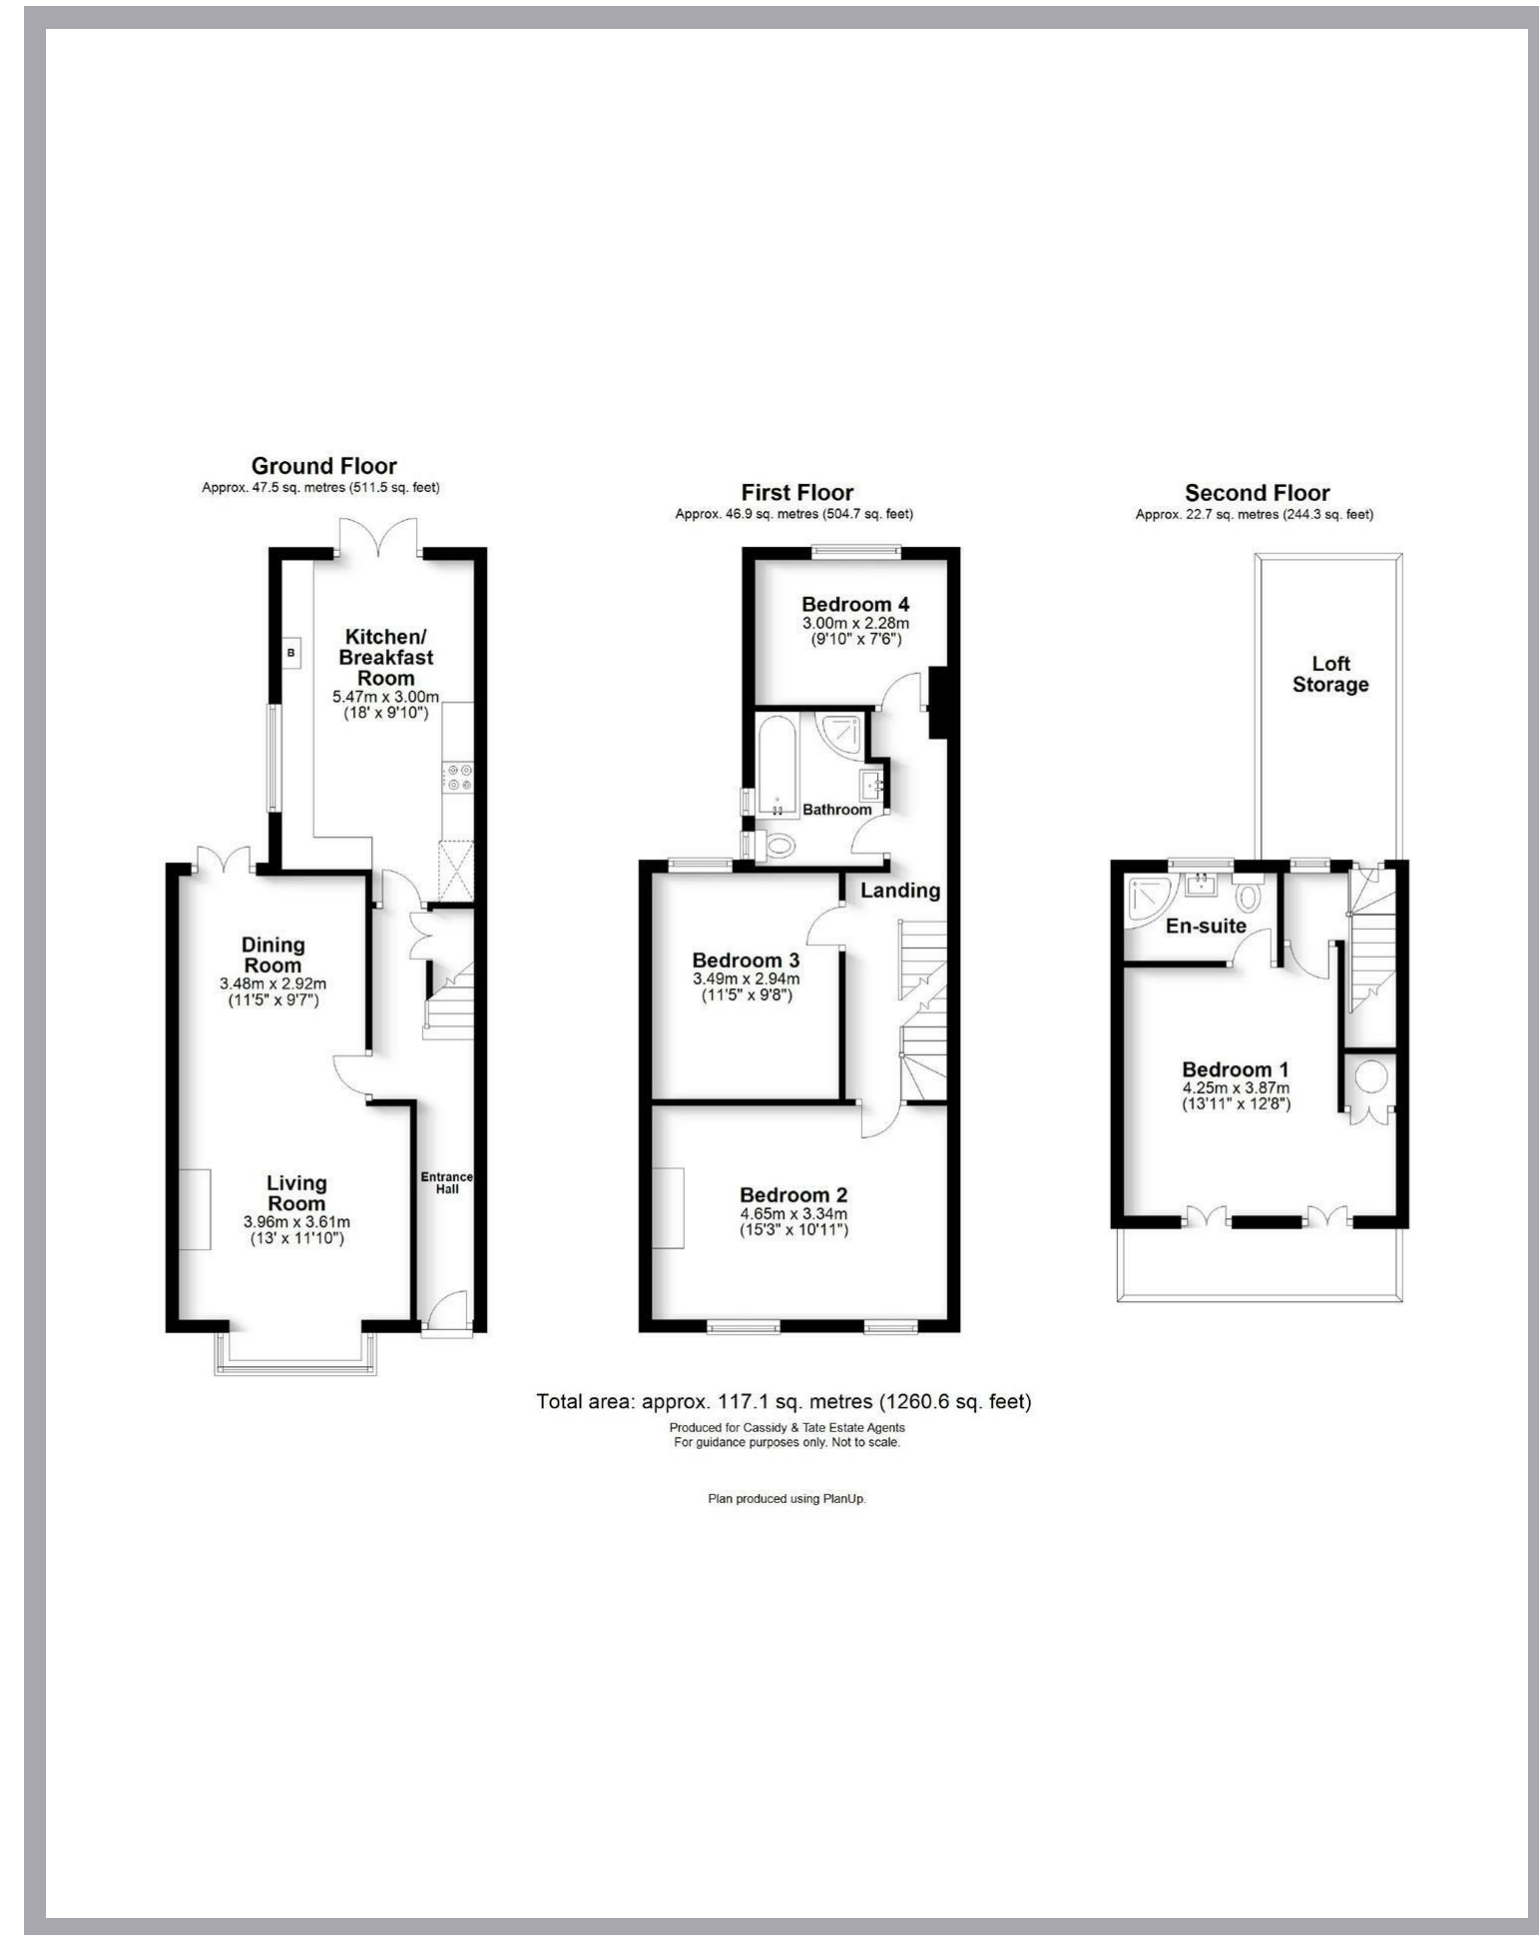 Ground Floor
Approx. 47.5 sq. metres (511.5 sq. feet)
Kitchen/
Breakfast
Room
5.47m x 3.00m
(18' x 9'10")
B
Dining
Room
3.48m x 2.92m
(11'5" x 9'7")
Living
Room
3.96m x 3.61m
(13' x 11'10")
Entrance
Hall
First Floor
Approx. 46.9 sq. metres (504.7 sq. feet)
Bedroom 4
3.00m x 2.28m
(9'10" x 7'6")
Bathroom
Landing
Bedroom 3
3.49m x 2.94m
(11'5" x 9'8")
Bedroom 2
4.65m x 3.34m
(15'3" x 10'11")
Second Floor
Approx. 22.7 sq. metres (244.3 sq. feet)
Loft
Storage
En-suite
Bedroom 1
4.25m x 3.87m
(13'11" x 12'8")
Total area: approx. 117.1 sq. metres (1260.6 sq. feet)
Produced for Cassidy & Tate Estate Agents
For guidance purposes only. Not to scale.
Plan produced using PlanUp.